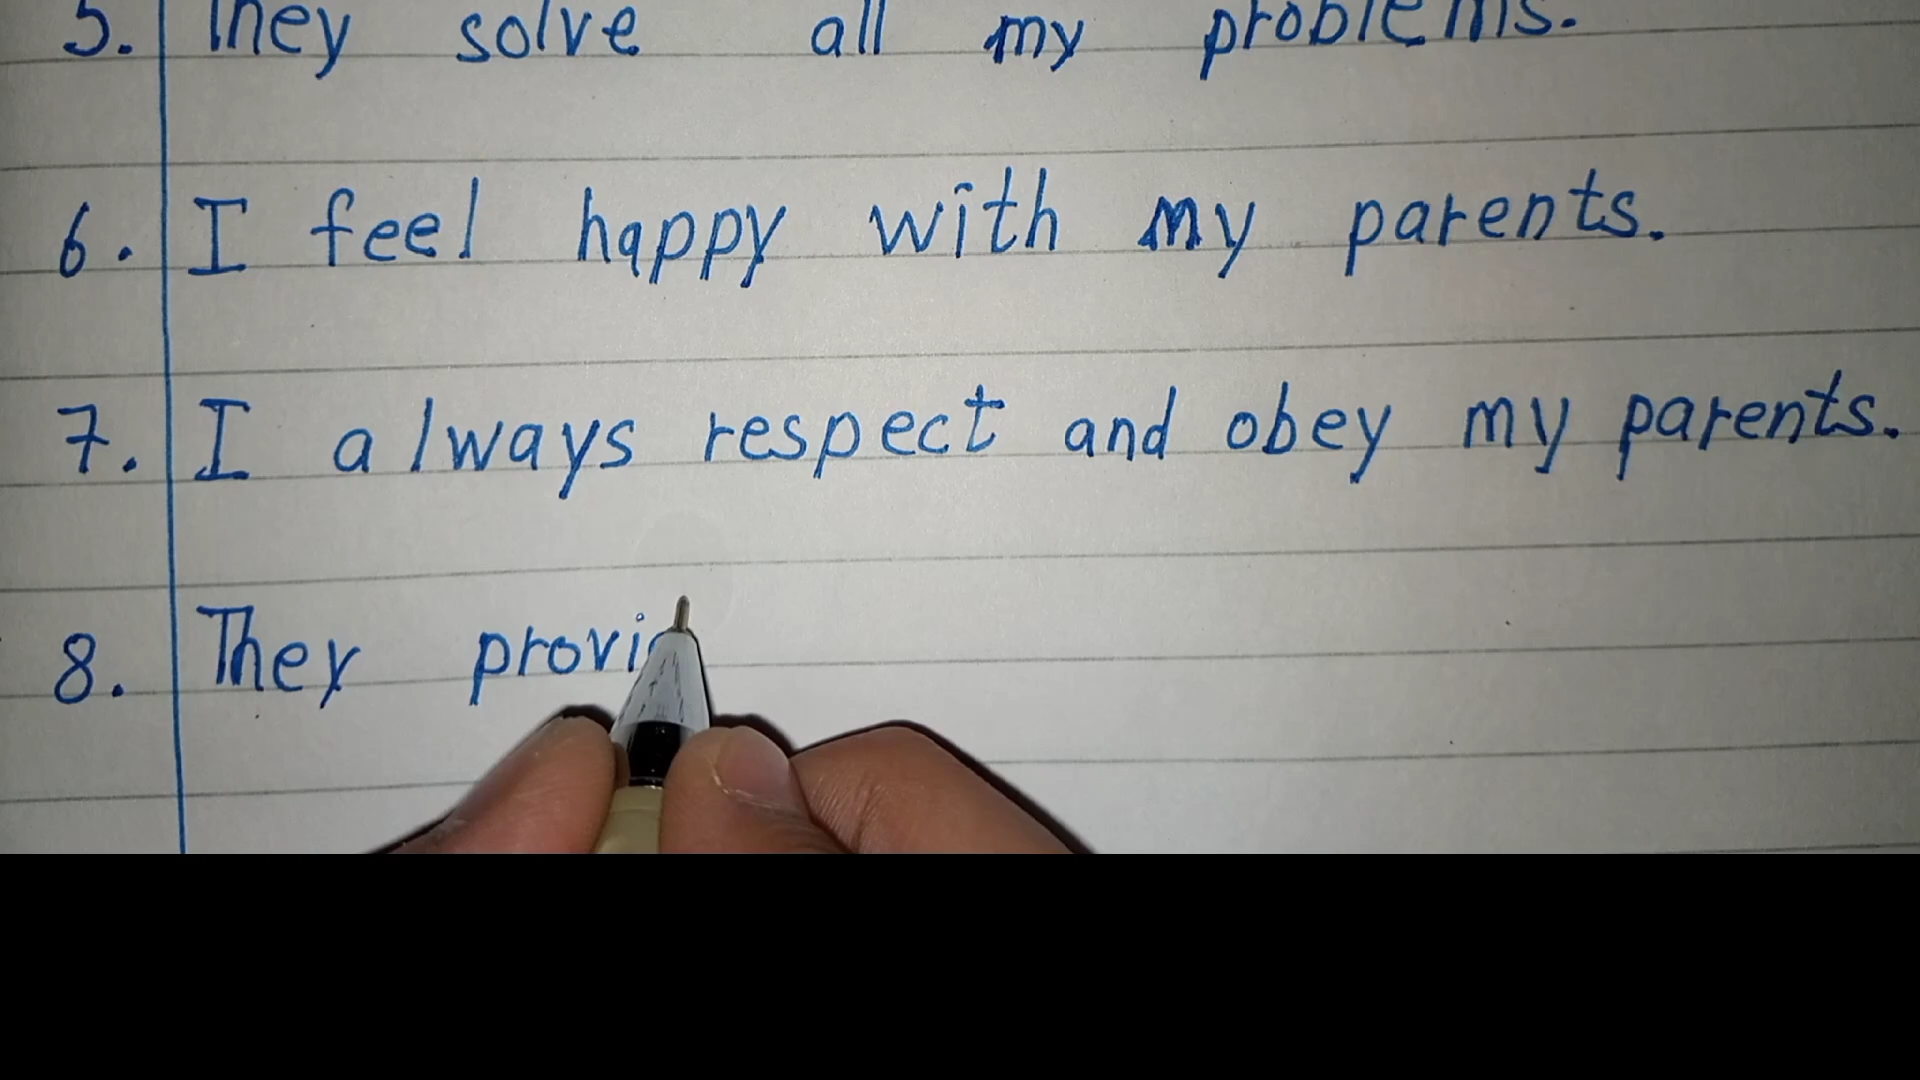 5. They solve all my problems.
6. I feel happy with my parents.
7. I always respect and obey my parents.
8. They